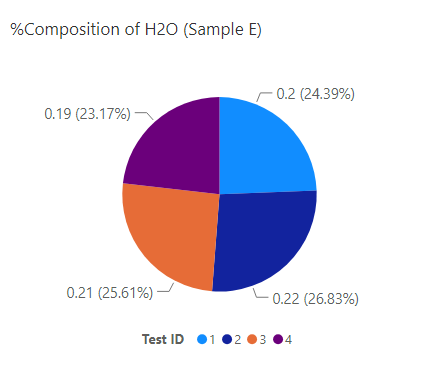 %Composition of H2O (Sample E)
0.2 (24.39%)
0.19 (23.17%)
0.21 (25.61%)
0.22 (26.83%)
Test ID 1 2 3 4